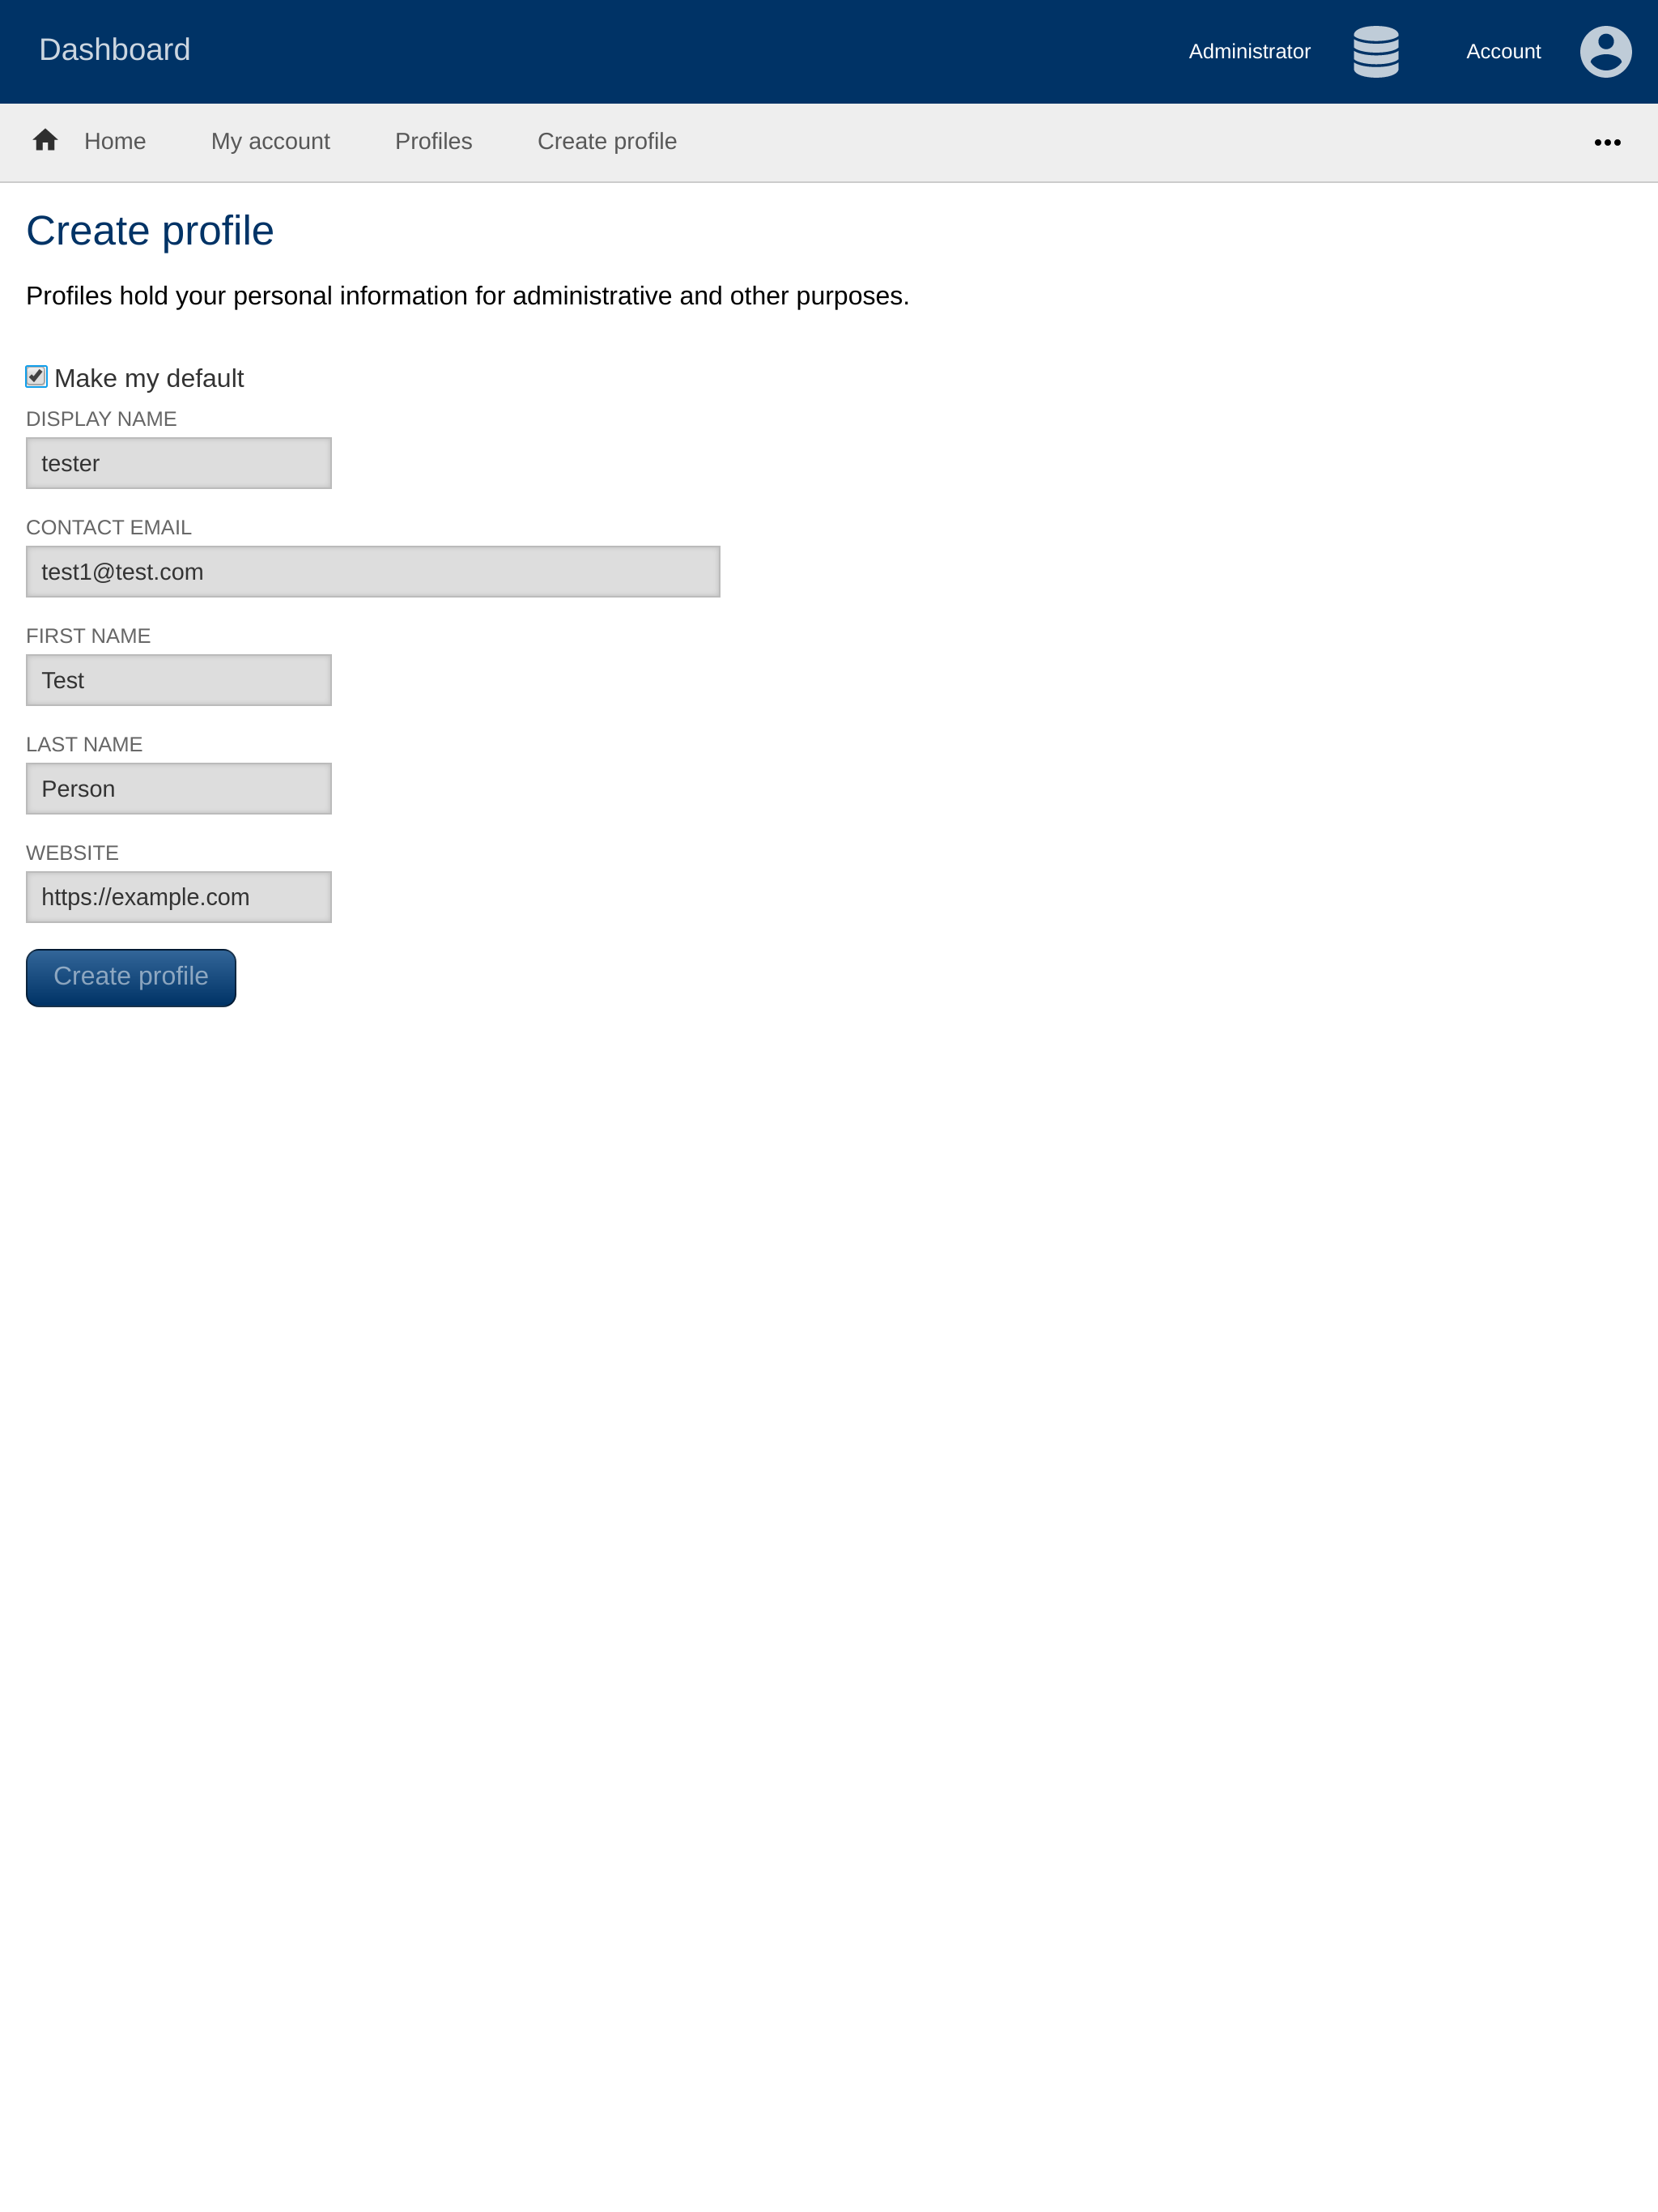 Dashboard
Administrator
Account
Home
My account
Profiles
Create profile
Create profile
Profiles hold your personal information for administrative and other purposes.
Make my default
DISPLAY NAME
tester
CONTACT EMAIL
test1@test.com
FIRST NAME
Test
LAST NAME
Person
WEBSITE
https://example.com
Create profile